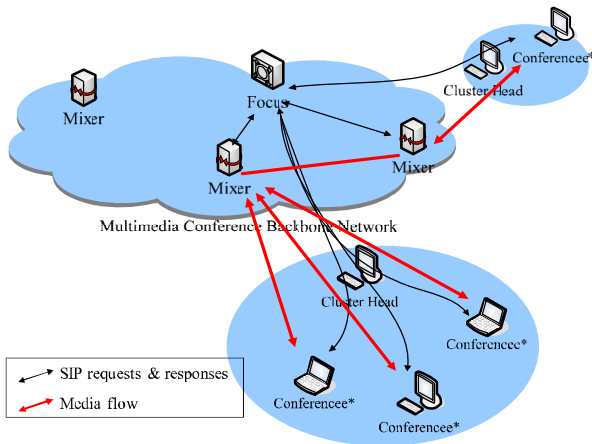 Conferencee*
Cluster Head
Focus
Mixer
Mixer
Mixer
Multimedia Conference Backbone Network
Cluster Head
Conferencee*
Conferencee*
Conferencee*
SIP requests & responses
Media flow